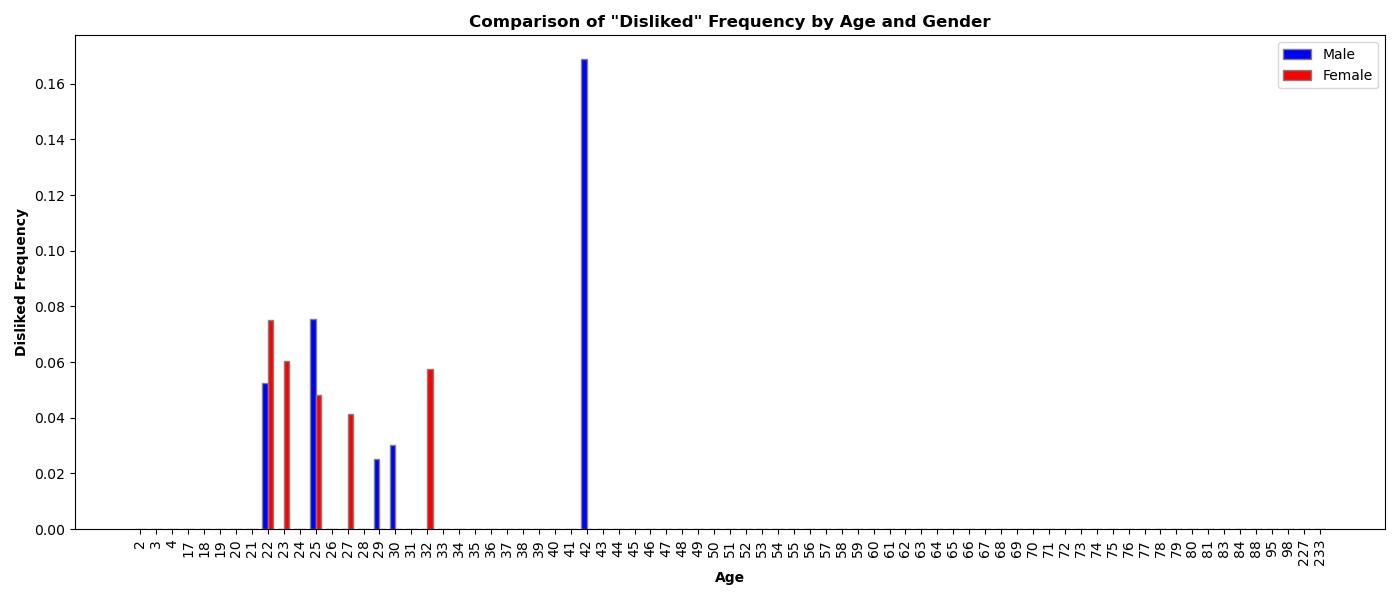 Comparison of "Disliked" Frequency by Age and Gender
Male
Female
0.16
0.14
0.12
0.10
0.08
0.06
0.04
0.02
0.00
Disliked Frequency
2 3 4 17 18 19 20 21 22 23 24 25 26 27 28 29 30 31 32 33 34 35 36 37 38 39 40 41 42 43 44 45 46 47 48 49 50 51 52 53 54 55 56 57 58 59 60 61 62 63 64 65 66 67 68 69 70 71 72 73 74 75 76 77 78 79 80 81 83 84 88 95 98 227 233
Age